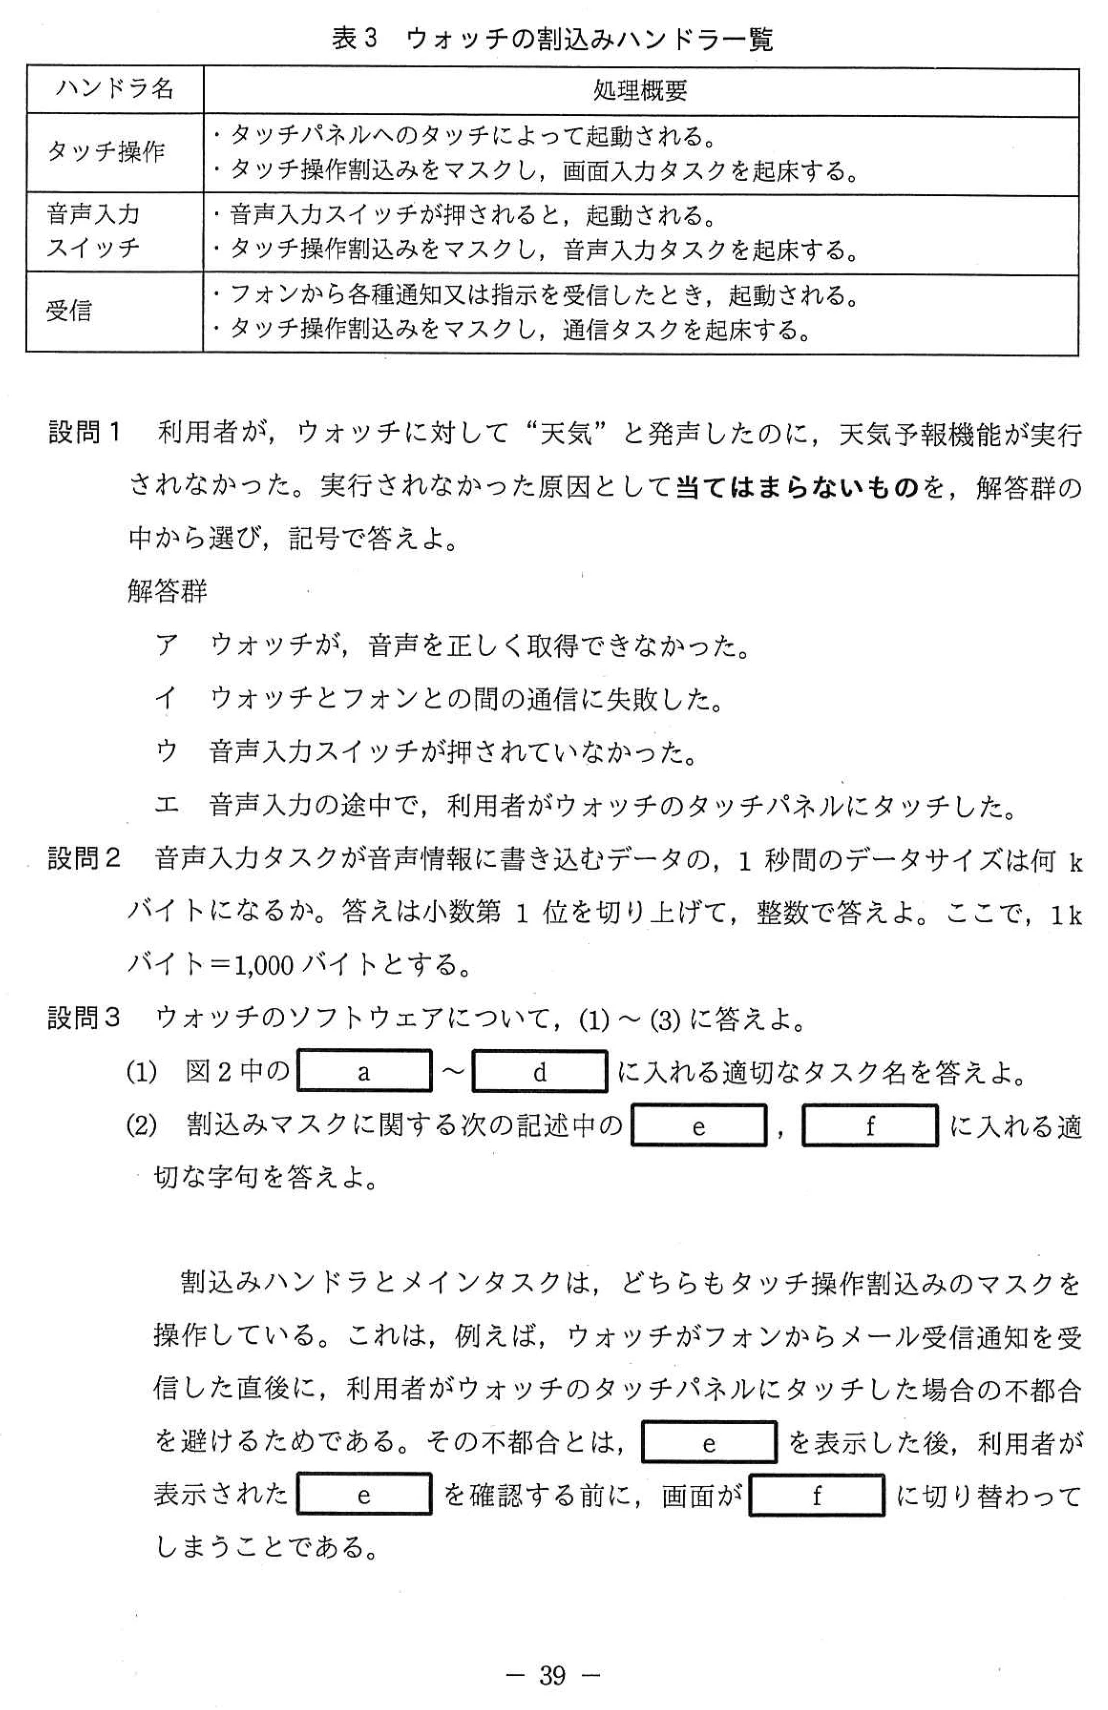 表3　ウォッチの割込みハンドラ一覧
ハンドラ名　処理概要
タッチ操作
・タッチパネルへのタッチによって起動される。
・タッチ操作割込みをマスクし，画面入力タスクを起床する。
音声入力
スイッチ
・音声入力スイッチが押されると，起動される。
・タッチ操作割込みをマスクし，音声入力タスクを起床する。
受信
・フォンから各種通知又は指示を受信したとき，起動される。
・タッチ操作割込みをマスクし，通信タスクを起床する。
設問1　利用者が，ウォッチに対して“天気”と発声したのに，天気予報機能が実行
されなかった。実行されなかった原因として当てはまらないものを，解答群の
中から選び，記号で答えよ。
解答群
ア　ウォッチが，音声を正しく取得できなかった。
イ　ウォッチとフォンとの間の通信に失敗した。
ウ　音声入力スイッチが押されていなかった。
エ　音声入力の途中で，利用者がウォッチのタッチパネルにタッチした。
設問2　音声入力タスクが音声情報に書き込むデータの，1 秒間のデータサイズは何 k
バイトになるか。答えは小数第 1 位を切り上げて，整数で答えよ。ここで，1k
バイト＝1,000 バイトとする。
設問3　ウォッチのソフトウェアについて，(1)～(3)に答えよ。
(1)　図2中の a ～ d に入れる適切なタスク名を答えよ。
(2)　割込みマスクに関する次の記述中の e ， f に入れる適
切な字句を答えよ。
割込みハンドラとメインタスクは，どちらもタッチ操作割込みのマスクを
操作している。これは，例えば，ウォッチがフォンからメール受信通知を受
信した直後に，利用者がウォッチのタッチパネルにタッチした場合の不都合
を避けるためである。その不都合とは， e を表示した後，利用者が
表示された e を確認する前に，画面が f に切り替わって
しまうことである。
－ 39 －